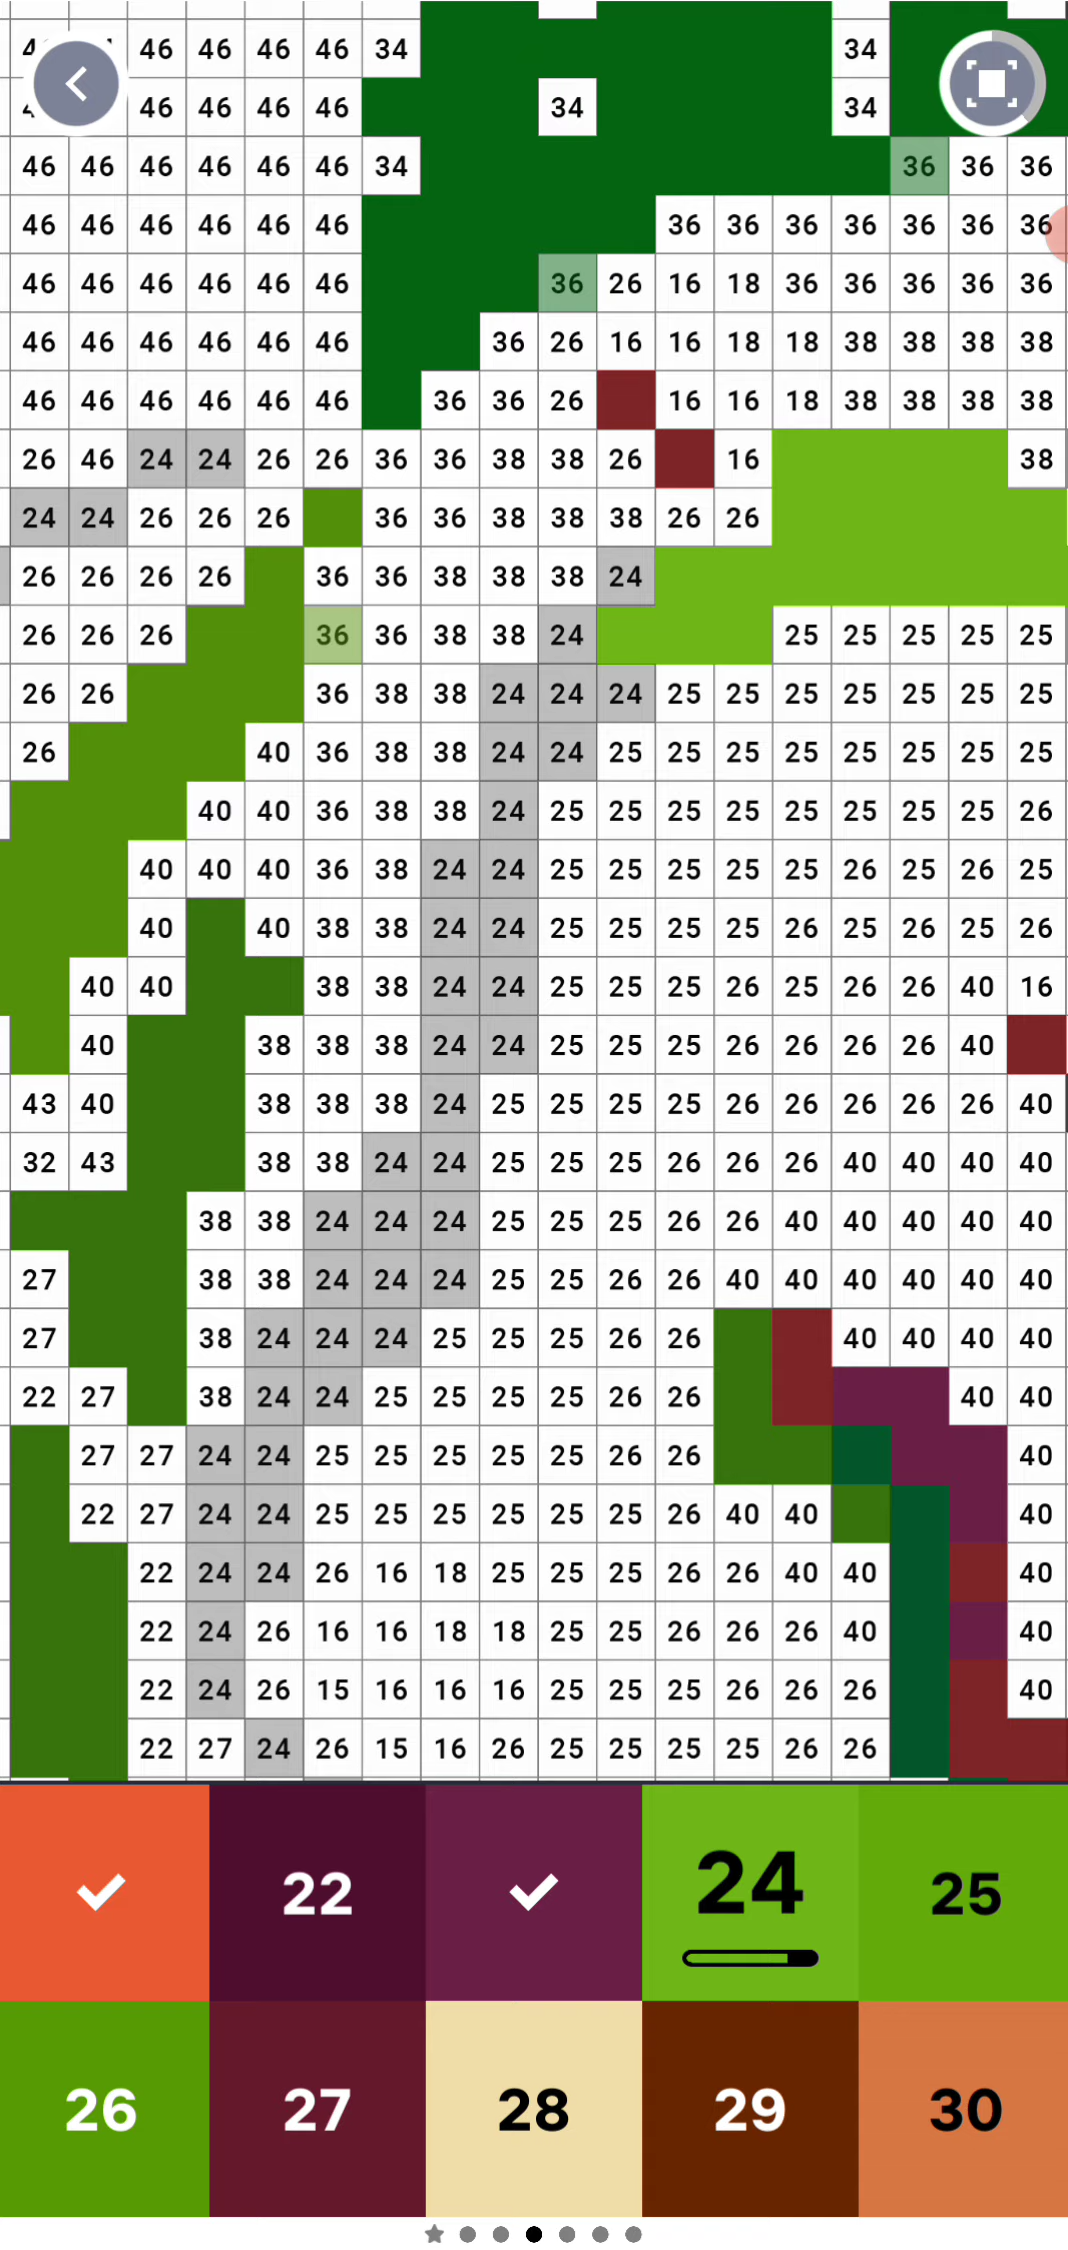 46 46 46 46 34 34
46 46 46 46 34 34
46 46 46 46 46 46 34 36 36 36
46 46 46 46 46 46 36 36 36 36 36 36 36
46 46 46 46 46 46 36 26 16 18 36 36 36 36 36
46 46 46 46 46 46 36 26 16 16 18 18 38 38 38 38
46 46 46 46 46 46 36 36 26 16 16 18 38 38 38 38
26 46 24 24 26 26 36 36 38 38 26 16 38
24 24 26 26 26 36 36 38 38 38 26 26
26 26 26 26 36 36 38 38 38 24
26 26 26 36 36 38 38 24 25 25 25 25 25
26 26 36 38 38 24 24 24 25 25 25 25 25 25 25
26 40 36 38 38 24 24 25 25 25 25 25 25 25 25
40 40 36 38 38 24 25 25 25 25 25 25 25 25 26
40 40 40 36 38 24 24 25 25 25 25 25 26 25 26 25
40 40 38 38 24 24 25 25 25 25 26 25 26 25 26
40 40 38 38 24 24 25 25 25 26 25 26 26 40 16
40 38 38 38 24 24 25 25 25 26 26 26 26 40
43 40 38 38 38 24 25 25 25 25 26 26 26 26 26 40
32 43 38 38 24 24 25 25 25 26 26 26 40 40 40 40
38 38 24 24 24 25 25 25 26 26 40 40 40 40 40
27 38 38 24 24 24 25 25 26 26 40 40 40 40 40 40
27 38 24 24 24 25 25 25 26 26 40 40 40 40
22 27 38 24 24 25 25 25 25 26 26 40 40
27 27 24 24 25 25 25 25 25 26 26 40
22 27 24 24 25 25 25 25 25 25 26 40 40 40
22 24 24 26 16 18 25 25 25 26 26 40 40 40
22 24 26 16 16 18 18 25 25 26 26 26 40 40
22 24 26 15 16 16 16 25 25 25 26 26 26 40
22 27 24 26 15 16 26 25 25 25 25 26 26
22 24 25
26 27 28 29 30